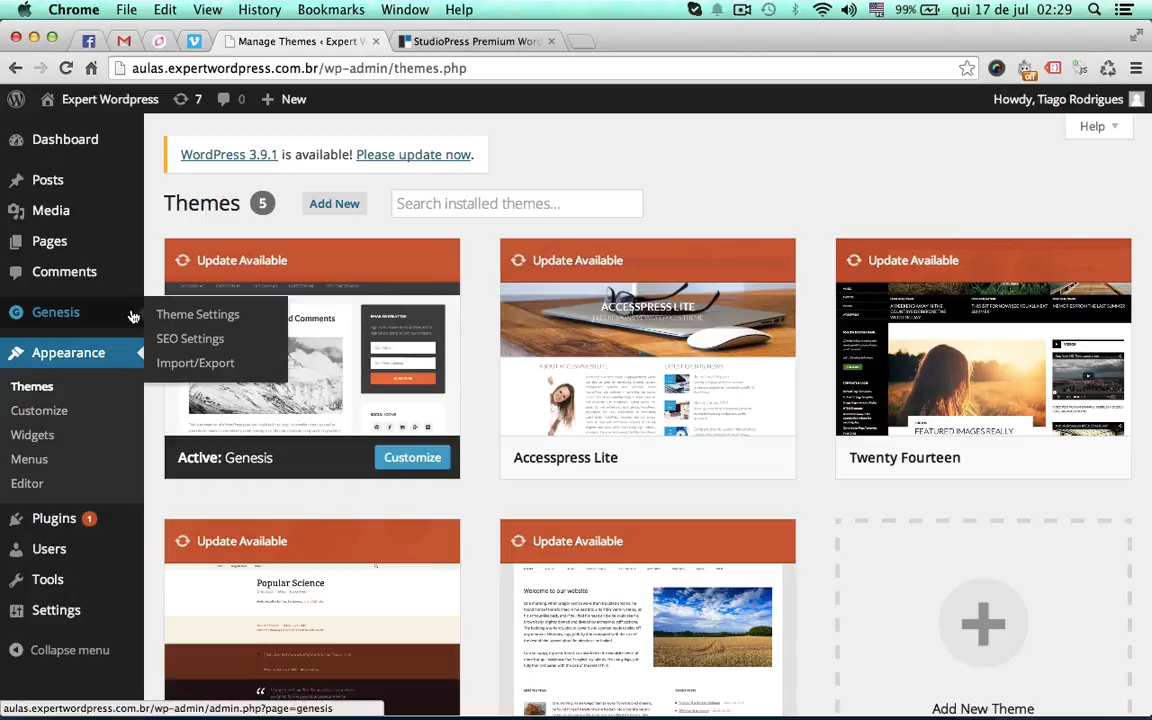 Chrome File Edit View History Bookmarks Window Help 99% qui 17 de jul 02:29
Manage Themes ‹ Expert W
StudioPress Premium Wor
aulas.expertwordpress.com.br/wp-admin/themes.php
off
Expert Wordpress 7 0 New Howdy, Tiago Rodrigues
Help
Dashboard
Posts
Media
Pages
Comments
Genesis
Theme Settings
SEO Settings
Import/Export
Appearance
Themes
Customize
Widgets
Menus
Editor
Plugins 1
Users
Tools
Settings
Collapse menu
WordPress 3.9.1 is available! Please update now.
Themes 5 Add New Search installed themes...
Update Available
Update Available
Update Available
ACCESSPRESS LITE
FEATURED IMAGES REALLY
Active: Genesis Customize
Accesspress Lite
Twenty Fourteen
Update Available
Update Available
Popular Science
Welcome to our website
Add New Theme
aulas.expertwordpress.com.br/wp-admin/admin.php?page=genesis